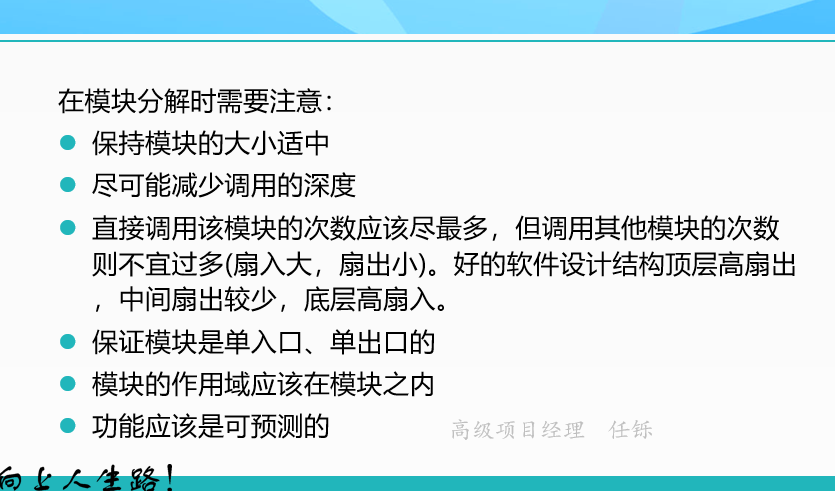 在模块分解时需要注意：
保持模块的大小适中
尽可能减少调用的深度
直接调用该模块的次数应该尽最多，但调用其他模块的次数
则不宜过多(扇入大，扇出小)。好的软件设计结构顶层高扇出
，中间扇出较少，底层高扇入。
保证模块是单入口、单出口的
模块的作用域应该在模块之内
功能应该是可预测的
高级项目经理 任铄
向上人生路！